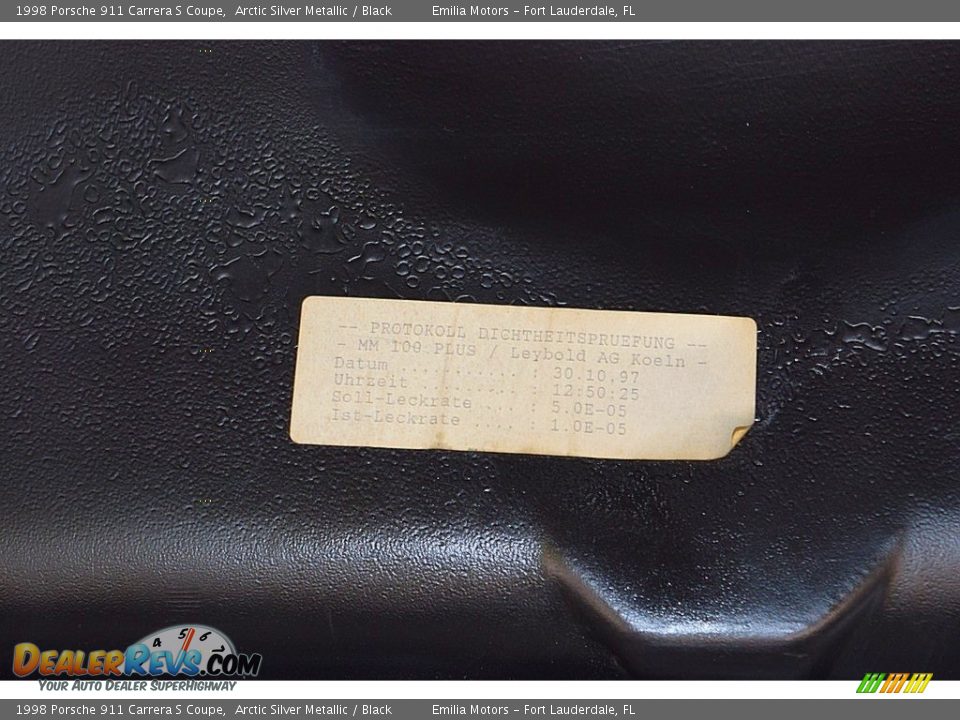 1998 Porsche 911 Carrera S Coupe,  Arctic Silver Metallic / Black          Emilia Motors – Fort Lauderdale, FL
-- PROTOKOLL DICHTHEITSPRUEFUNG --
- MM 100 PLUS / Leybold AG Koeln -
Datum ........... : 30.10.97
Uhrzeit ......... : 12:50:25
Soll-Leckrate .... : 5.0E-05
Ist-Leckrate .... : 1.0E-05
4 5 6
DEALERREVS.COM
YOUR AUTO DEALER SUPERHIGHWAY
1998 Porsche 911 Carrera S Coupe,  Arctic Silver Metallic / Black          Emilia Motors – Fort Lauderdale, FL